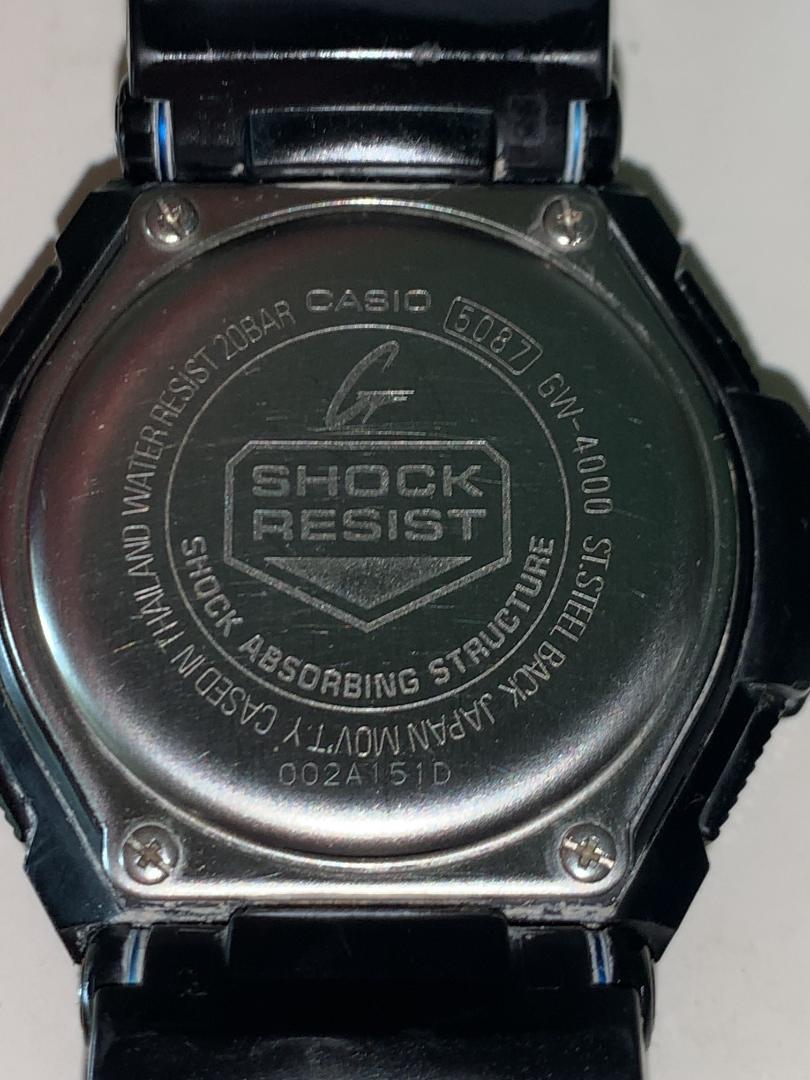 CASIO
5087
GW-4000 ST.STEEL BACK JAPAN MOV'T.Y CASED IN THAILAND WATER RESIST 20BAR
G
SHOCK
RESIST
SHOCK ABSORBING STRUCTURE
002A151D